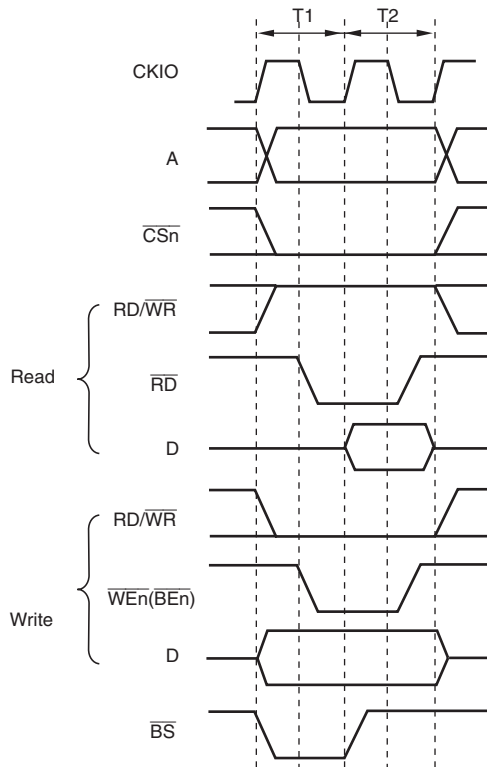 T1 T2
CKIO
A
CSn
RD/WR
Read
RD
D
RD/WR
WEn(BEn)
Write
D
BS